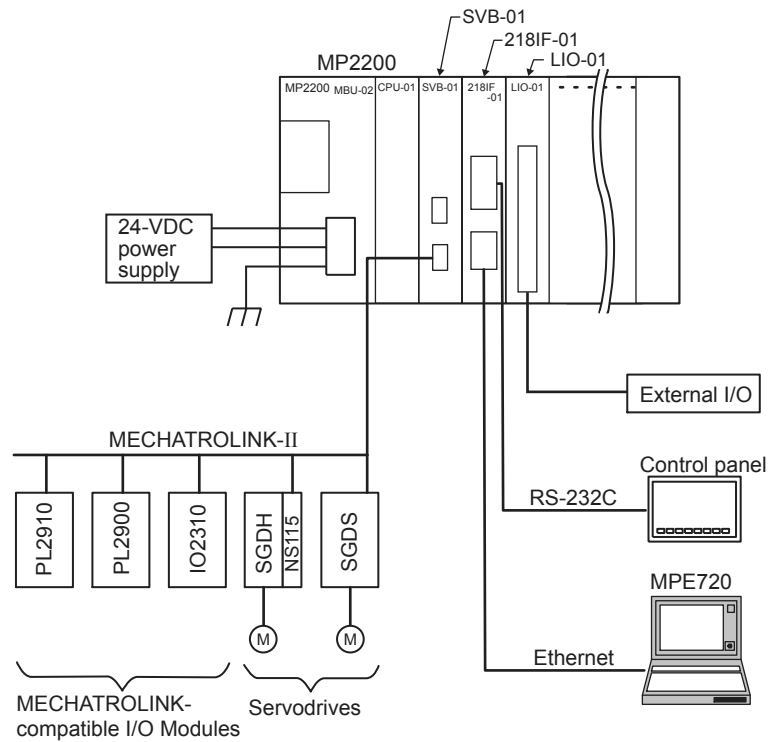 SVB-01
218IF-01
LIO-01
MP2200
MP2200 MBU-02
CPU-01
SVB-01
218IF
-01
LIO-01
24-VDC
power
supply
External I/O
MECHATROLINK-II
Control panel
RS-232C
PL2910
PL2900
IO2310
SGDH
NS115
SGDS
MPE720
M
M
Ethernet
MECHATROLINK-
compatible I/O Modules
Servodrives